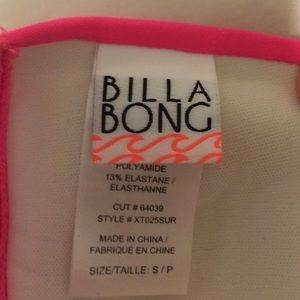 BILLA
BONG
POLYAMIDE
13% ELASTANE /
ELASTHANNE
CUT # 64039
STYLE # XT025SUR
MADE IN CHINA /
FABRIQUÉ EN CHINE
SIZE/TAILLE: S / P